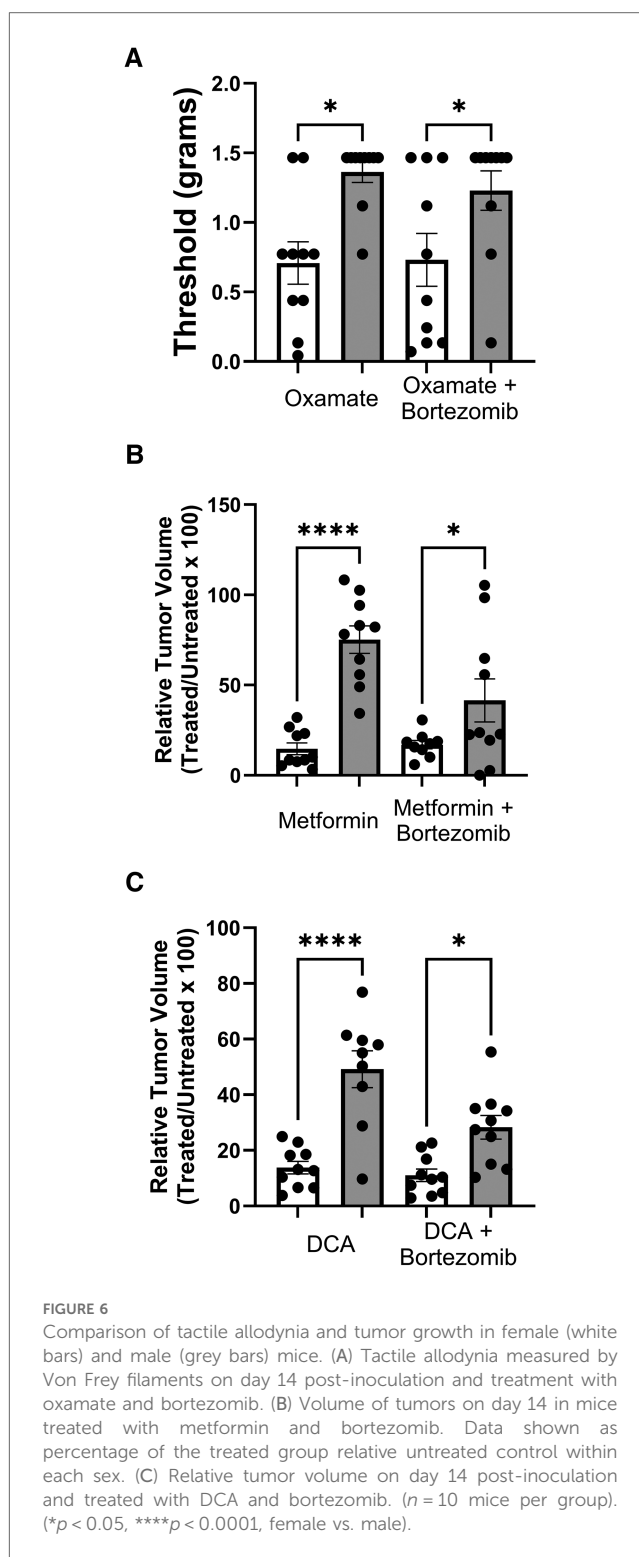 A
Threshold (grams)
2.0
1.5
1.0
0.5
0.0
*
*
Oxamate
Oxamate +
Bortezomib
B
Relative Tumor Volume
(Treated/Untreated x 100)
150
100
50
0
****
*
Metformin
Metformin +
Bortezomib
C
Relative Tumor Volume
(Treated/Untreated x 100)
100
80
60
40
20
0
****
*
DCA
DCA +
Bortezomib
FIGURE 6
Comparison of tactile allodynia and tumor growth in female (white
bars) and male (grey bars) mice. (A) Tactile allodynia measured by
Von Frey filaments on day 14 post-inoculation and treatment with
oxamate and bortezomib. (B) Volume of tumors on day 14 in mice
treated with metformin and bortezomib. Data shown as
percentage of the treated group relative untreated control within
each sex. (C) Relative tumor volume on day 14 post-inoculation
and treated with DCA and bortezomib. (n = 10 mice per group).
(*p < 0.05, ****p < 0.0001, female vs. male).